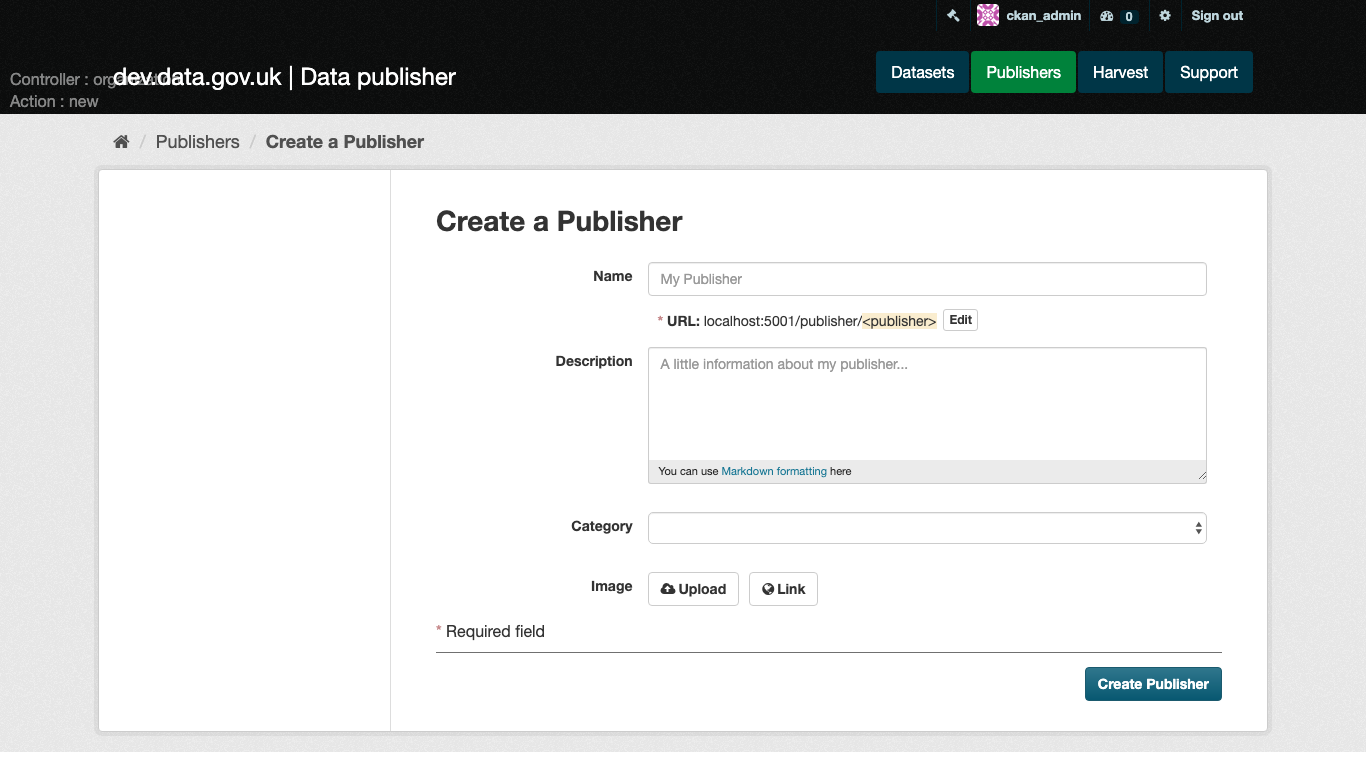 ckan_admin 0 Sign out
dev.data.gov.uk | Data publisher
Datasets Publishers Harvest Support
Controller : organization
Action : new
/ Publishers / Create a Publisher
Create a Publisher
Name My Publisher
* URL: localhost:5001/publisher/<publisher> Edit
Description A little information about my publisher...
You can use Markdown formatting here
Category
Image Upload Link
* Required field
Create Publisher